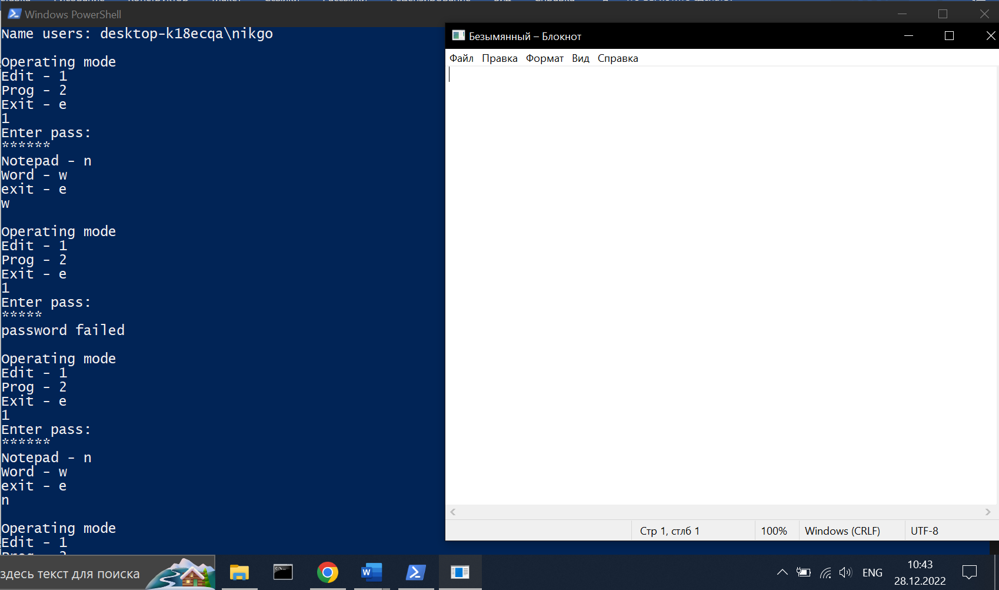 Windows PowerShell
Name users: desktop-k18ecqa\nikgo
Operating mode
Edit - 1
Prog - 2
Exit - e
1
Enter pass:
******
Notepad - n
Word - w
exit - e
w
Operating mode
Edit - 1
Prog - 2
Exit - e
1
Enter pass:
*****
password failed
Operating mode
Edit - 1
Prog - 2
Exit - e
1
Enter pass:
******
Notepad - n
Word - w
exit - e
n
Operating mode
Edit - 1
Prog - 2
Безымянный – Блокнот
Файл Правка Формат Вид Справка
Стр 1, стлб 1 100% Windows (CRLF) UTF-8
здесь текст для поиска
ENG
10:43
28.12.2022